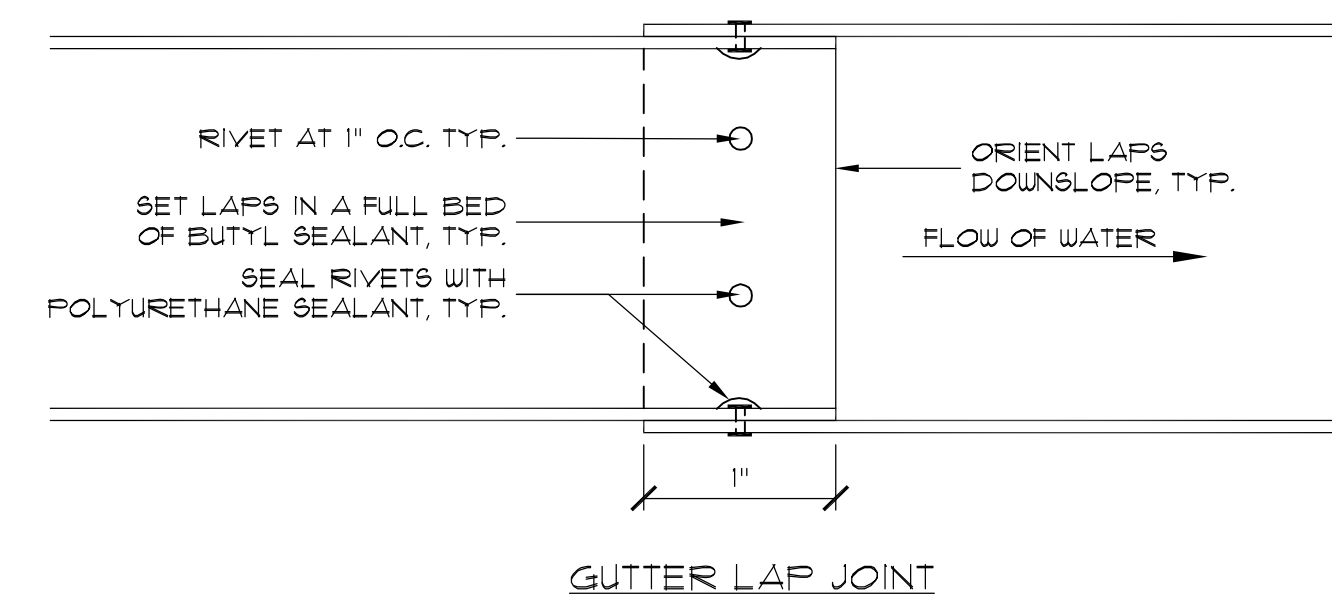 RIVET AT 1" O.C. TYP.
SET LAPS IN A FULL BED
OF BUTYL SEALANT, TYP.
SEAL RIVETS WITH
POLYURETHANE SEALANT, TYP.
ORIENT LAPS
DOWNSLOPE, TYP.
FLOW OF WATER
1"
GUTTER LAP JOINT